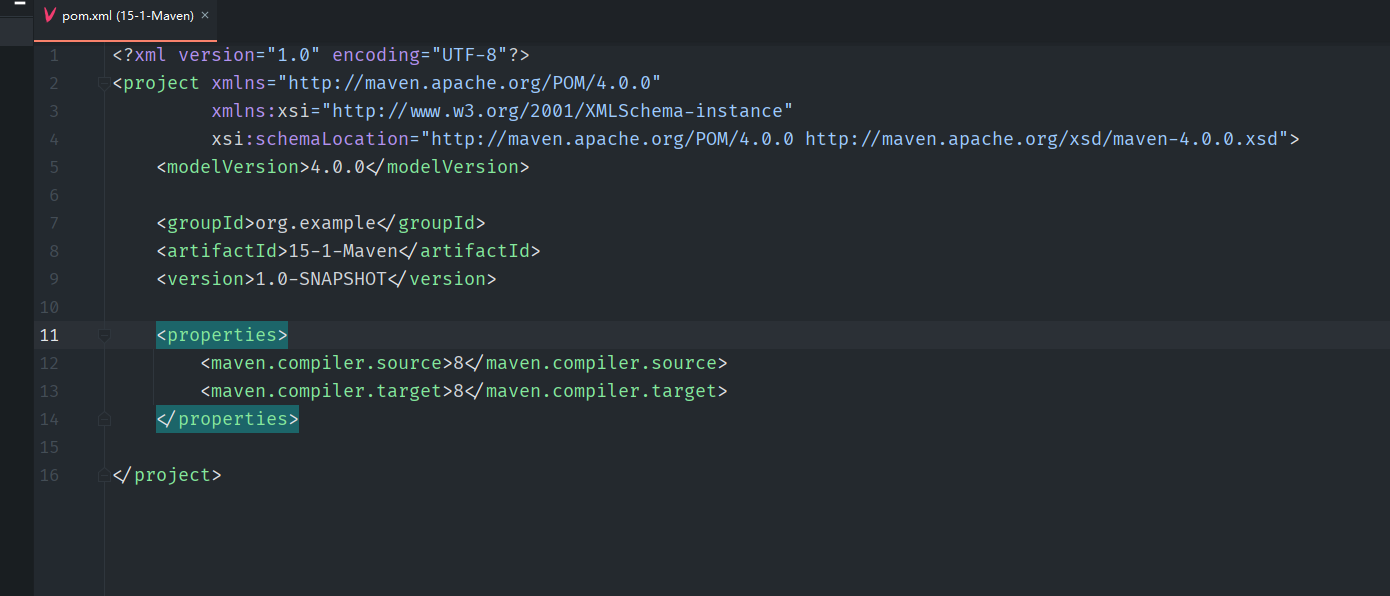 pom.xml (15-1-Maven) ×
1 <?xml version="1.0" encoding="UTF-8"?>
2 <project xmlns="http://maven.apache.org/POM/4.0.0"
3 xmlns:xsi="http://www.w3.org/2001/XMLSchema-instance"
4 xsi:schemaLocation="http://maven.apache.org/POM/4.0.0 http://maven.apache.org/xsd/maven-4.0.0.xsd">
5 <modelVersion>4.0.0</modelVersion>
6
7 <groupId>org.example</groupId>
8 <artifactId>15-1-Maven</artifactId>
9 <version>1.0-SNAPSHOT</version>
10
11 <properties>
12 <maven.compiler.source>8</maven.compiler.source>
13 <maven.compiler.target>8</maven.compiler.target>
14 </properties>
15
16 </project>